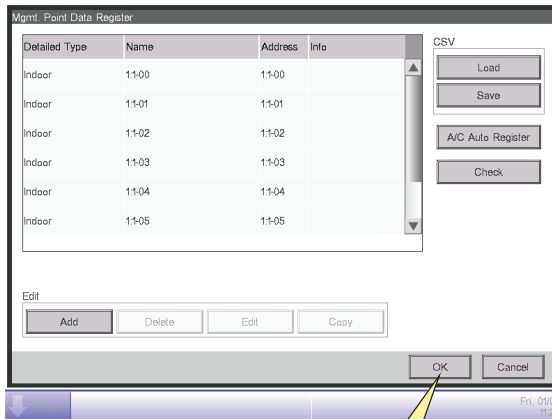 Mgmt. Point Data Register
Detailed Type Name Address Info
Indoor 1:1-00 1:1-00
Indoor 1:1-01 1:1-01
Indoor 1:1-02 1:1-02
Indoor 1:1-03 1:1-03
Indoor 1:1-04 1:1-04
Indoor 1:1-05 1:1-05
CSV
Load
Save
A/C Auto Register
Check
Edit
Add Delete Edit Copy
OK Cancel
Fri, 01/